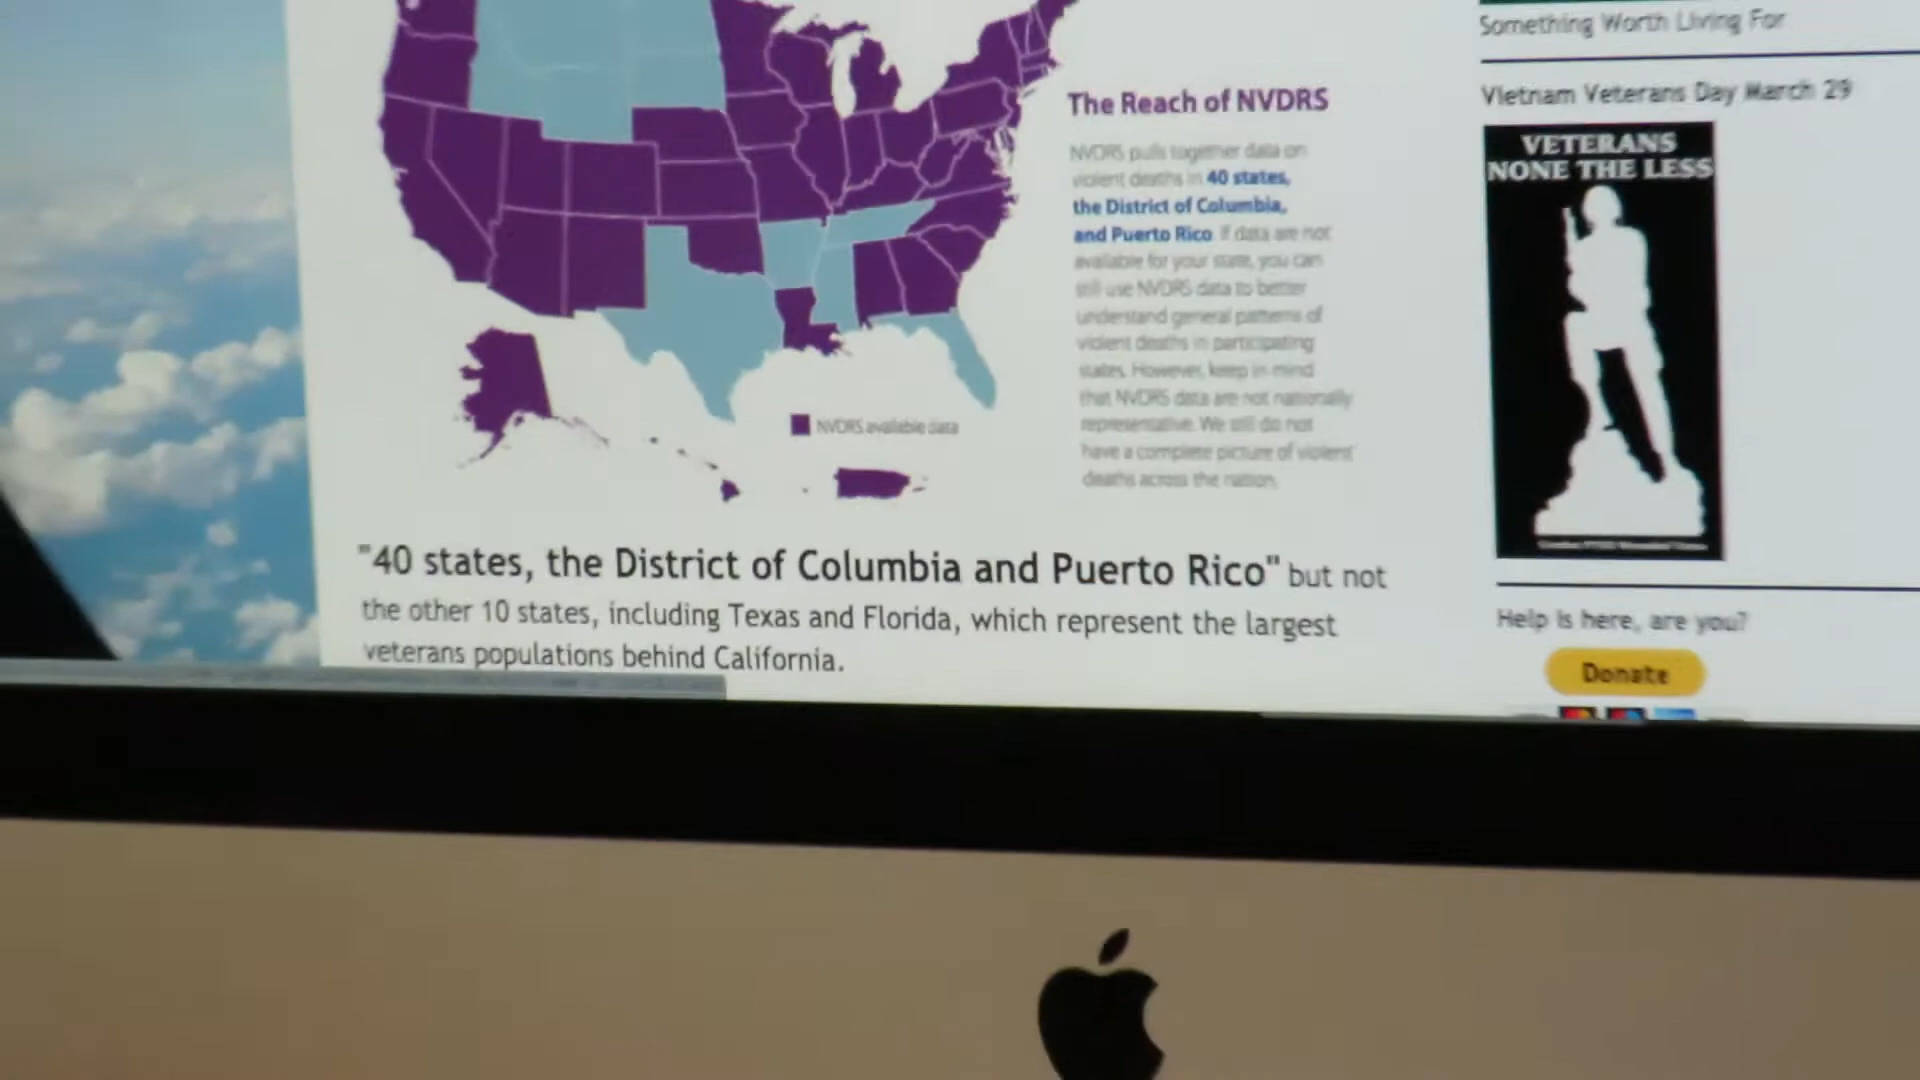 The Reach of NVDRS
NVDRS pulls together data on
violent deaths in 40 states,
the District of Columbia,
and Puerto Rico. If data are not
available for your state, you can
still use NVDRS data to better
understand general patterns of
violent deaths in participating
states. However, keep in mind
that NVDRS data are not nationally
representative. We still do not
have a complete picture of violent
deaths across the nation.
NVDRS available data
"40 states, the District of Columbia and Puerto Rico" but not
the other 10 states, including Texas and Florida, which represent the largest
veterans populations behind California.
Something Worth Living For
Vietnam Veterans Day March 29
VETERANS
NONE THE LESS
Help is here, are you?
Donate